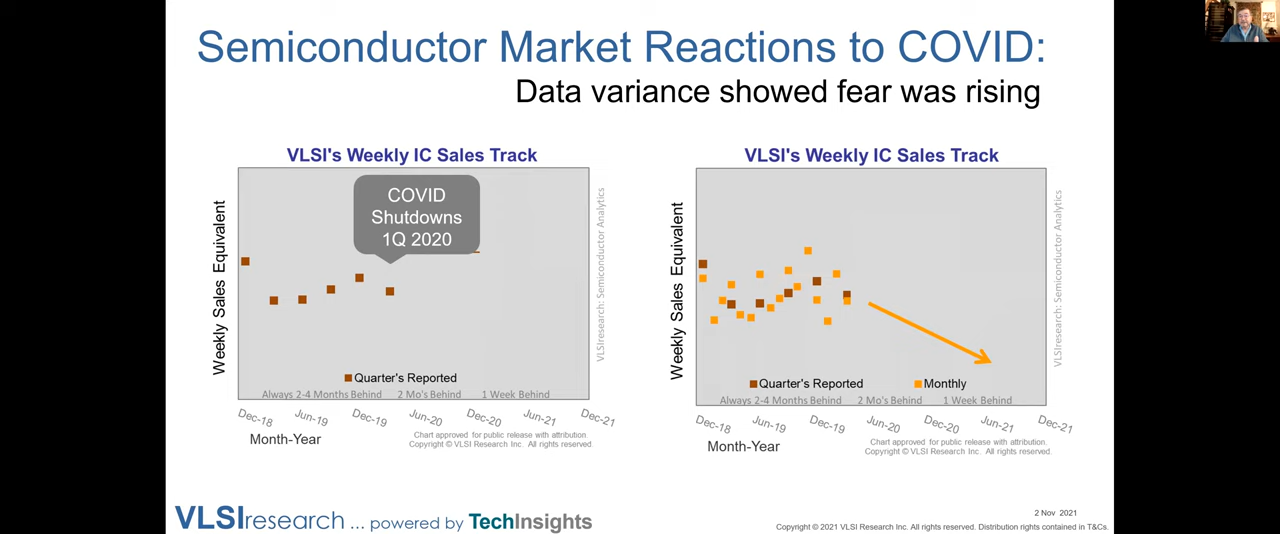 Semiconductor Market Reactions to COVID:
Data variance showed fear was rising
VLSI's Weekly IC Sales Track
COVID
Shutdowns
1Q 2020
Weekly Sales Equivalent
VLSIresearch: Semiconductor Analytics
Quarter's Reported
Always 2-4 Months Behind 2 Mo's Behind 1 Week Behind
Dec-18 Jun-19 Dec-19 Jun-20 Dec-20 Jun-21 Dec-21
Month-Year
Chart approved for public release with attribution.
Copyright © VLSI Research Inc. All rights reserved.
VLSI's Weekly IC Sales Track
Weekly Sales Equivalent
VLSIresearch: Semiconductor Analytics
Quarter's Reported Monthly
Always 2-4 Months Behind 2 Mo's Behind 1 Week Behind
Dec-18 Jun-19 Dec-19 Jun-20 Dec-20 Jun-21 Dec-21
Month-Year
Chart approved for public release with attribution.
Copyright © VLSI Research Inc. All rights reserved.
VLSIresearch ... powered by TechInsights
2 Nov 2021
Copyright © 2021 VLSI Research Inc. All rights reserved. Distribution rights contained in T&Cs.